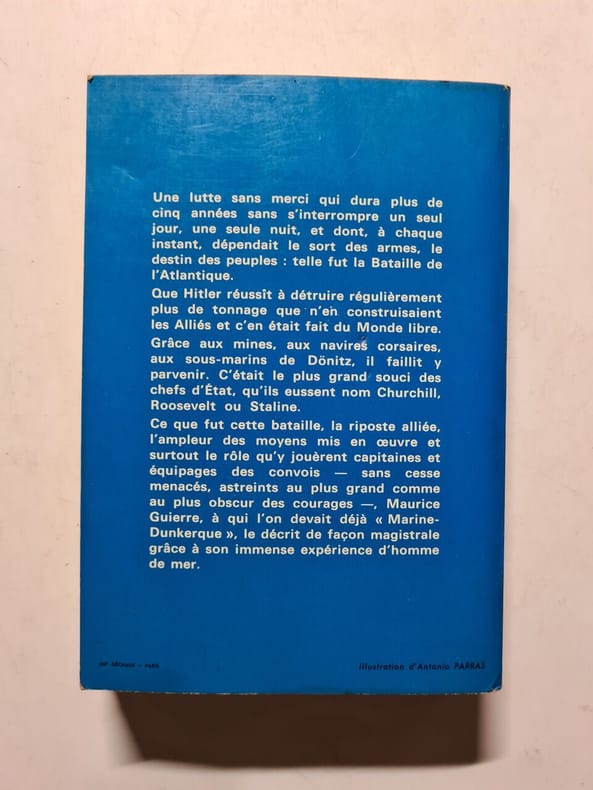 Une lutte sans merci qui dura plus de
cinq années sans s'interrompre un seul
jour, une seule nuit, et dont, à chaque
instant, dépendait le sort des armes, le
destin des peuples : telle fut la Bataille de
l'Atlantique.
Que Hitler réussît à détruire régulièrement
plus de tonnage que n'en construisaient
les Alliés et c'en était fait du Monde libre.
Grâce aux mines, aux navires corsaires,
aux sous-marins de Dönitz, il faillit y
parvenir. C'était le plus grand souci des
chefs d'État, qu'ils eussent nom Churchill,
Roosevelt ou Staline.
Ce que fut cette bataille, la riposte alliée,
l'ampleur des moyens mis en œuvre et
surtout le rôle qu'y jouèrent capitaines et
équipages des convois — sans cesse
menacés, astreints au plus grand comme
au plus obscur des courages —, Maurice
Guierre, à qui l'on devait déjà « Marine-
Dunkerque », le décrit de façon magistrale
grâce à son immense expérience d'homme
de mer.
— PARIS
Illustration d'Antonio PARRAS